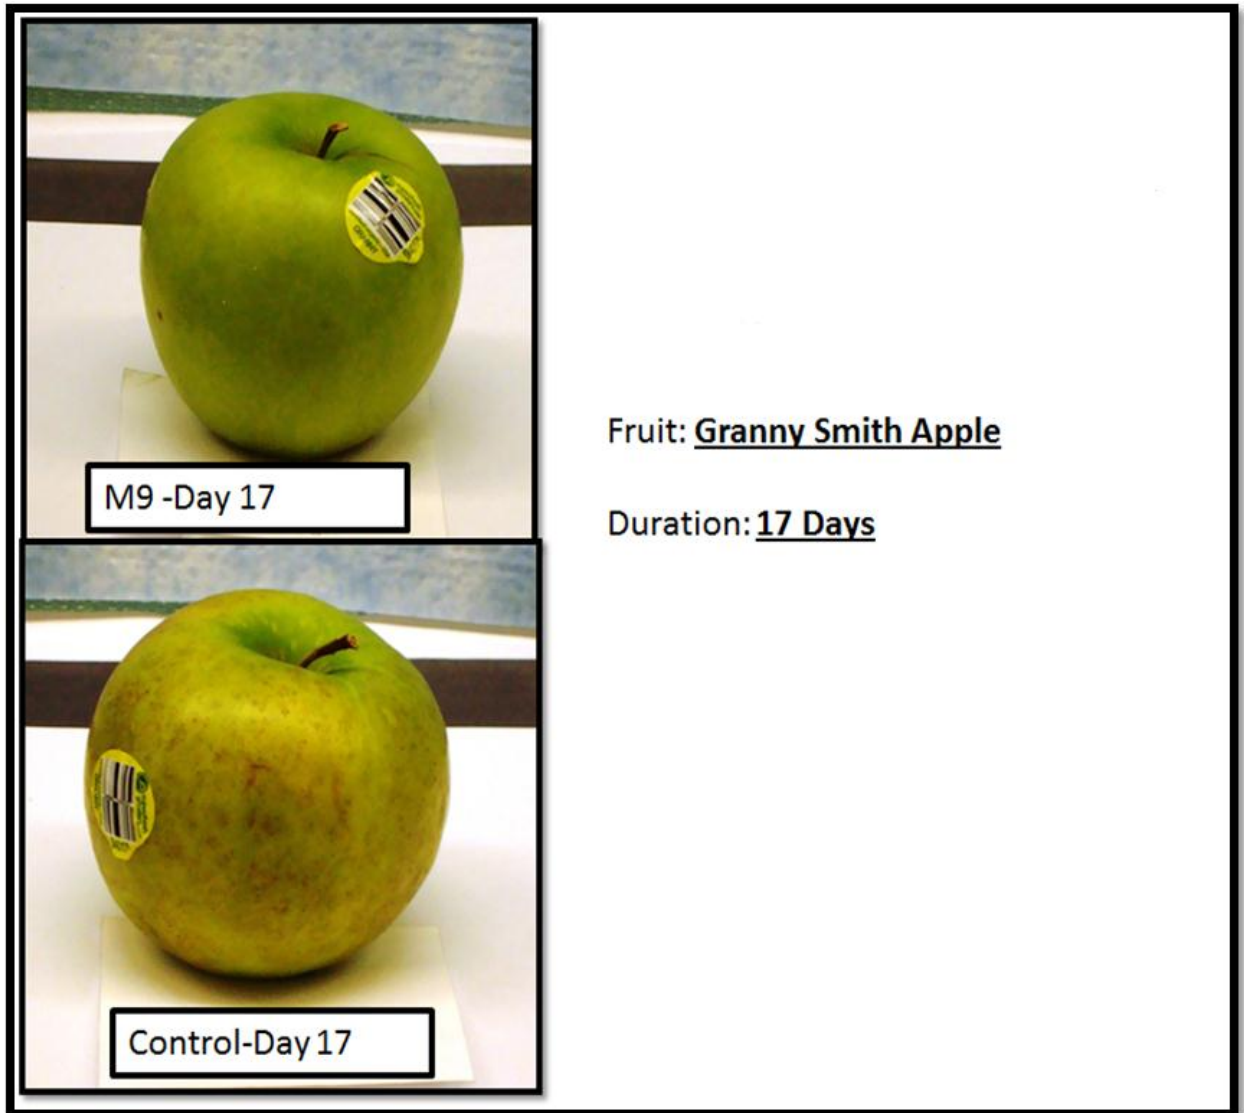 M9 -Day 17
Fruit: Granny Smith Apple
Duration: 17 Days
Control-Day 17